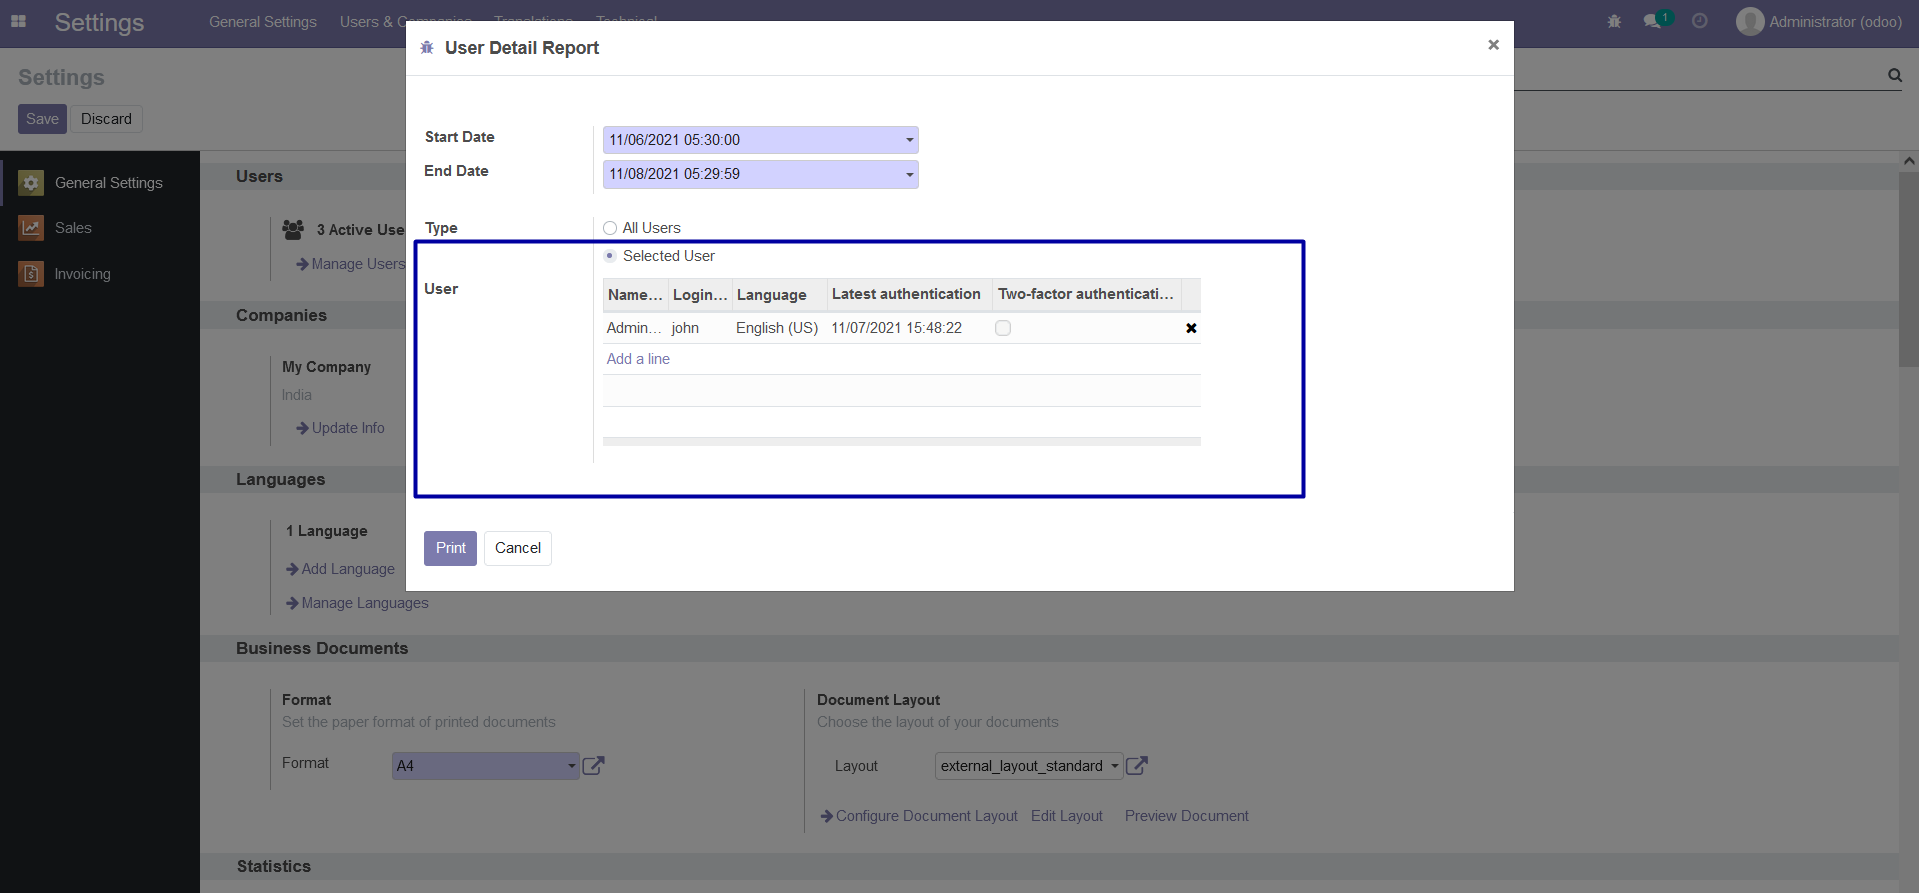 Settings General Settings Users & Companies Translations Technical 1 Administrator (odoo)
User Detail Report ×
Settings
Save Discard
Start Date 11/06/2021 05:30:00
End Date 11/08/2021 05:29:59
Type All Users
Selected User
User
Name... Login... Language Latest authentication Two-factor authenticati...
Admin... john English (US) 11/07/2021 15:48:22
Add a line
Print Cancel
General Settings
Sales
Invoicing
Users
3 Active Use
Manage Users
Companies
My Company
India
Update Info
Languages
1 Language
Add Language
Manage Languages
Business Documents
Format
Set the paper format of printed documents
Format A4
Document Layout
Choose the layout of your documents
Layout external_layout_standard
Configure Document Layout Edit Layout Preview Document
Statistics